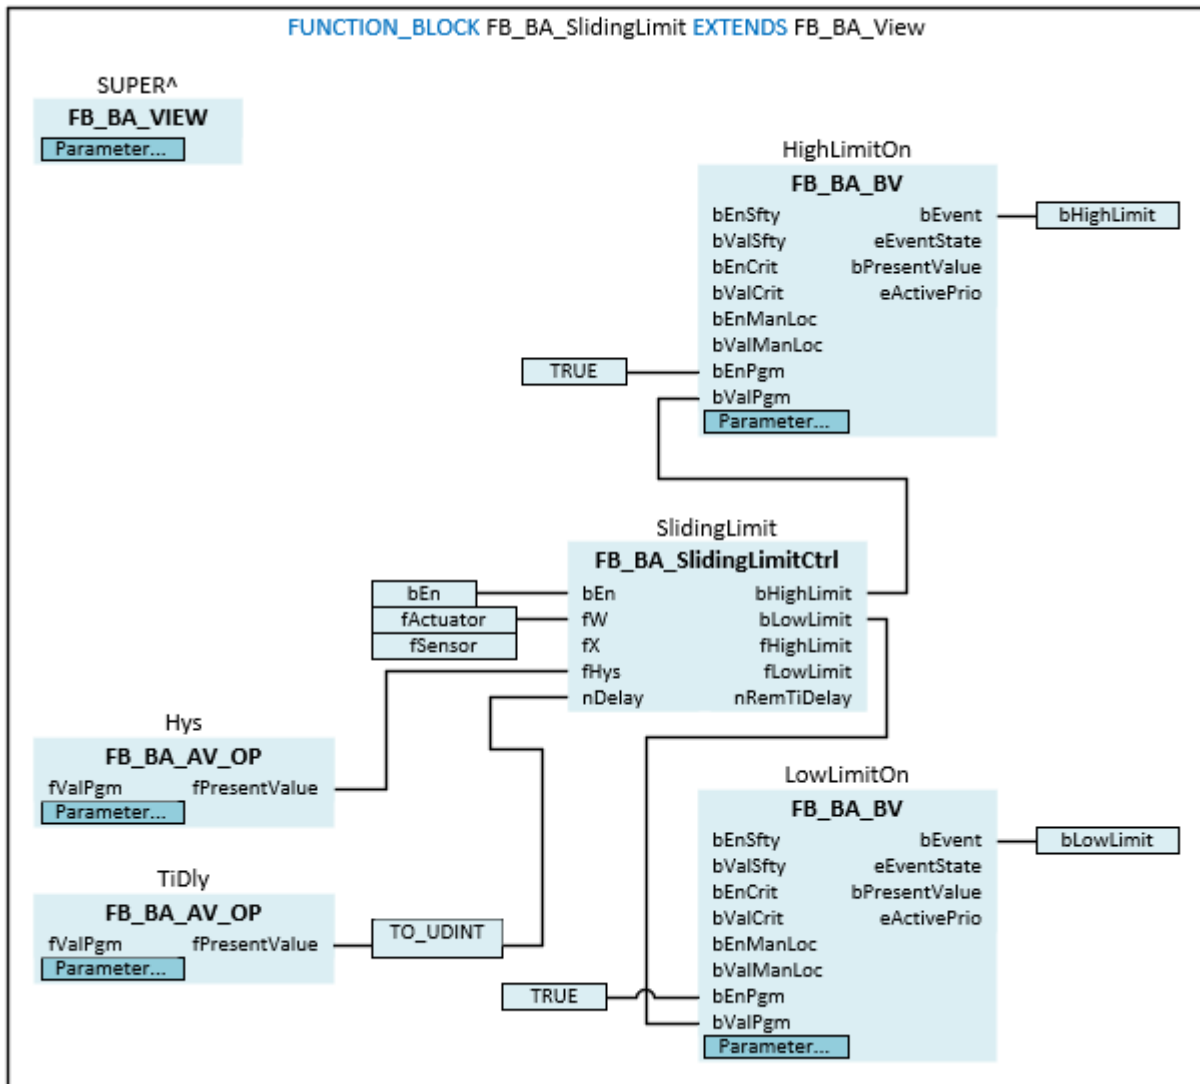 FUNCTION_BLOCK FB_BA_SlidingLimit EXTENDS FB_BA_View
SUPER^
FB_BA_VIEW
Parameter...
HighLimitOn
FB_BA_BV
bEnSfty bEvent bHighLimit
bValSfty eEventState
bEnCrit bPresentValue
bValCrit eActivePrio
bEnManLoc
bValManLoc
TRUE bEnPgm
bValPgm
Parameter...
SlidingLimit
FB_BA_SlidingLimitCtrl
bEn bEn bHighLimit
fActuator fW bLowLimit
fSensor fX fHighLimit
fHys fLowLimit
nDelay nRemTiDelay
Hys
FB_BA_AV_OP
fValPgm fPresentValue
Parameter...
LowLimitOn
FB_BA_BV
bEnSfty bEvent bLowLimit
bValSfty eEventState
bEnCrit bPresentValue
bValCrit eActivePrio
bEnManLoc
bValManLoc
TRUE bEnPgm
bValPgm
Parameter...
TiDly
FB_BA_AV_OP
fValPgm fPresentValue TO_UDINT
Parameter...